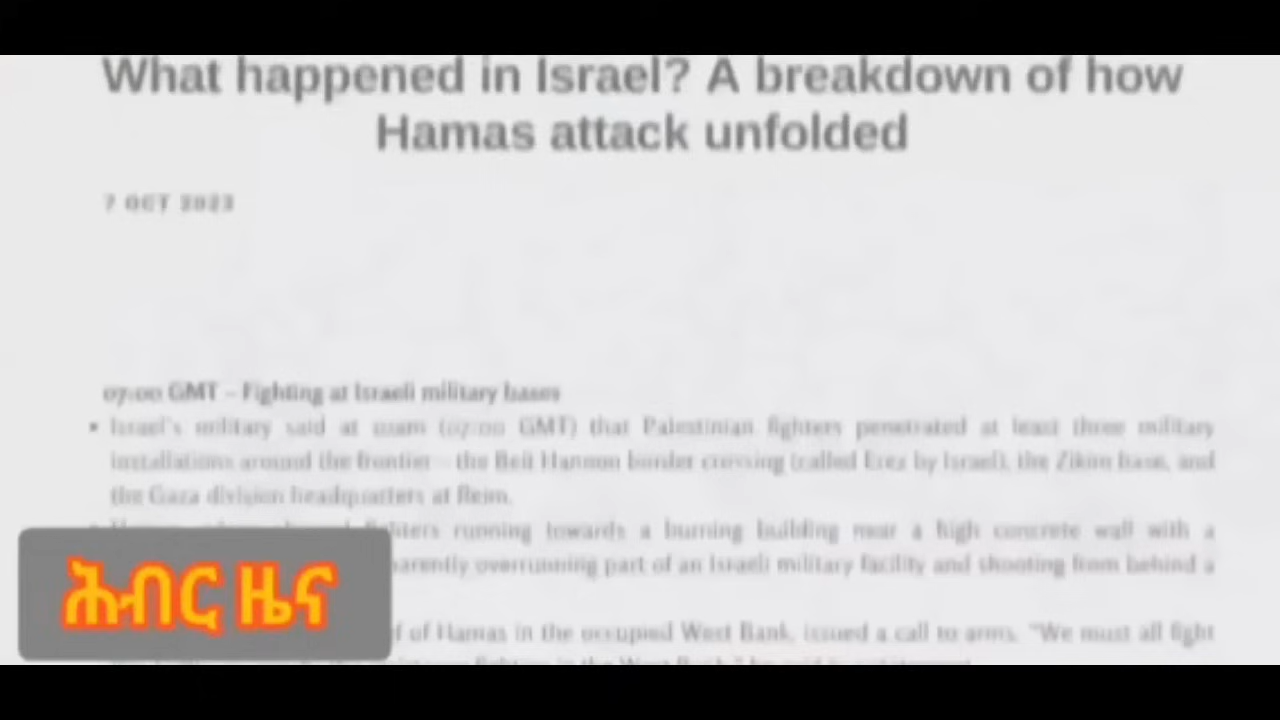 What happened in Israel? A breakdown of how
Hamas attack unfolded
7 OCT 2023
07:00 GMT – Fighting at Israeli military bases
Israel's military said at 10am (07:00 GMT) that Palestinian fighters penetrated at least three military
installations around the frontier – the Beit Hanoon border crossing (called Erez by Israel), the Zikim base, and
the Gaza division headquarters at Reim.
fighters running towards a burning building near a high concrete wall with a
overrunning part of an Israeli military facility and shooting from behind a
of Hamas in the occupied West Bank, issued a call to arms. "We must all fight
ሕብር ዜና